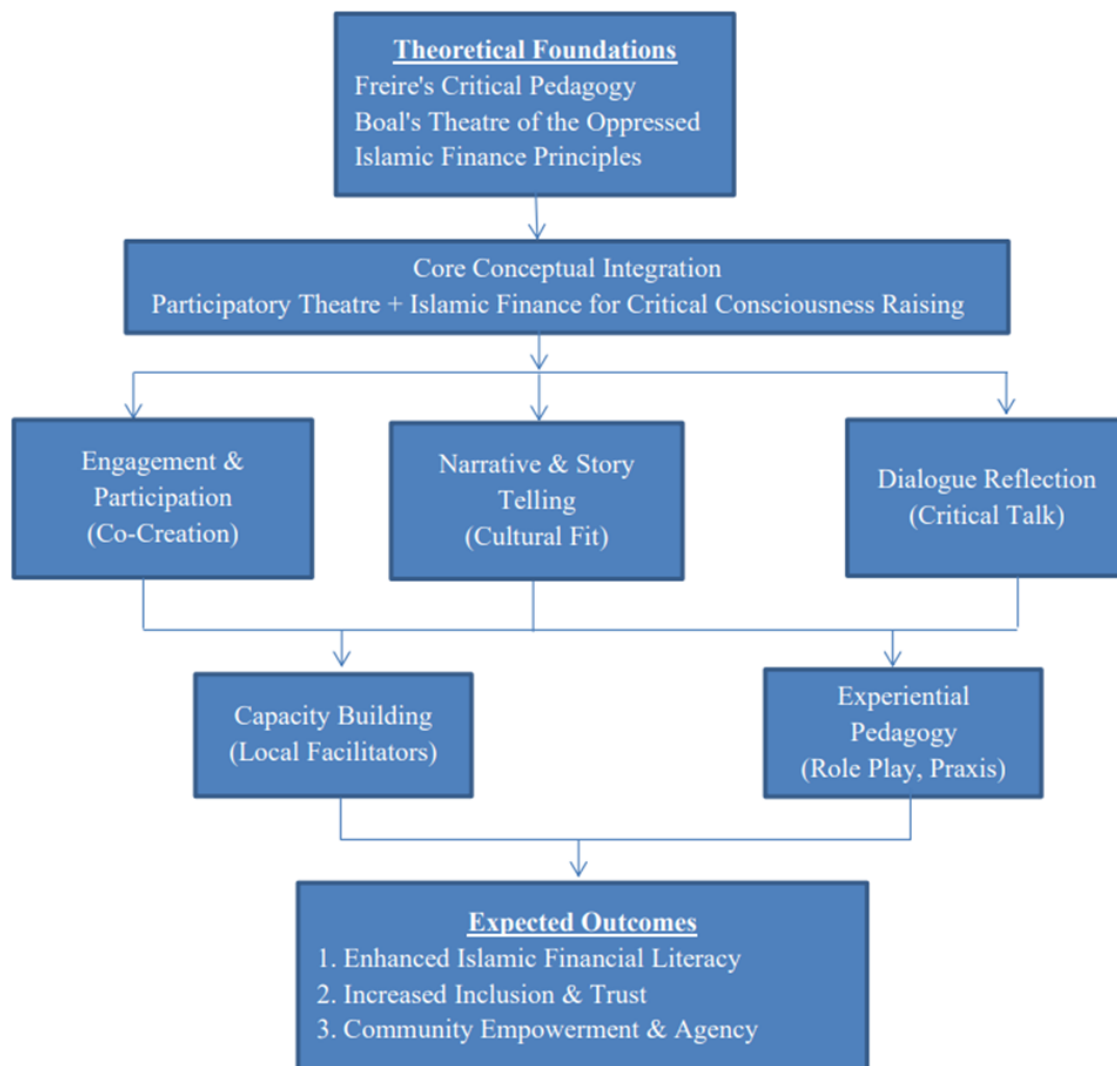 Theoretical Foundations
Freire's Critical Pedagogy
Boal's Theatre of the Oppressed
Islamic Finance Principles
Core Conceptual Integration
Participatory Theatre + Islamic Finance for Critical Consciousness Raising
Engagement &
Participation
(Co-Creation)
Narrative & Story
Telling
(Cultural Fit)
Dialogue Reflection
(Critical Talk)
Capacity Building
(Local Facilitators)
Experiential
Pedagogy
(Role Play, Praxis)
Expected Outcomes
1. Enhanced Islamic Financial Literacy
2. Increased Inclusion & Trust
3. Community Empowerment & Agency